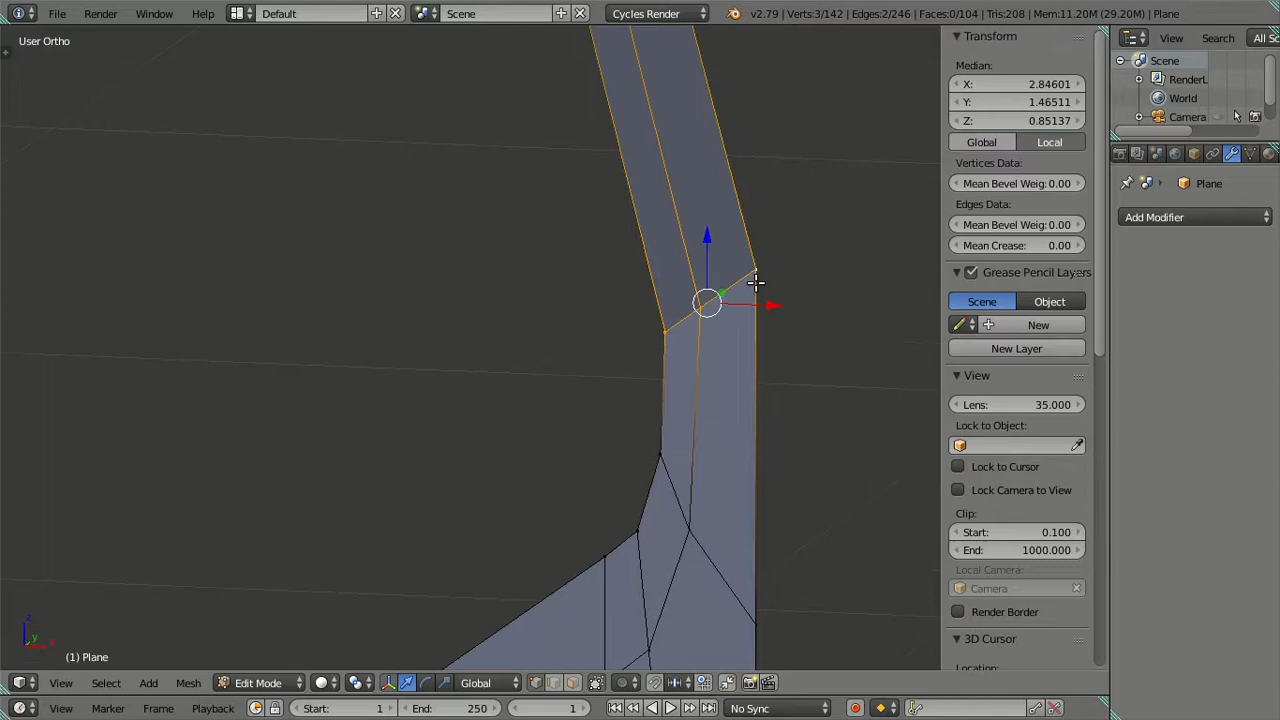 File Render Window Help Default Scene Cycles Render v2.79 | Verts:3/142 | Edges:2/246 | Faces:0/104 | Tris:208 | Mem:11.20M (29.20M) | Plane
User Ortho
Transform
Median:
X: 2.84601
Y: 1.46511
Z: 0.85137
Global Local
Vertices Data:
Mean Bevel Weig: 0.00
Edges Data:
Mean Bevel Weig: 0.00
Mean Crease: 0.00
Grease Pencil Layers
Scene Object
New
New Layer
View
Lens: 35.000
Lock to Object:
Lock to Cursor
Lock Camera to View
Clip:
Start: 0.100
End: 1000.000
Local Camera:
Camera
Render Border
3D Cursor
Location:
View Search All Sc
Scene
RenderL
World
Camera
Plane
Add Modifier
z
y
x
(1) Plane
View Select Add Mesh Edit Mode Global
View Marker Frame Playback Start: 1 End: 250 1 No Sync